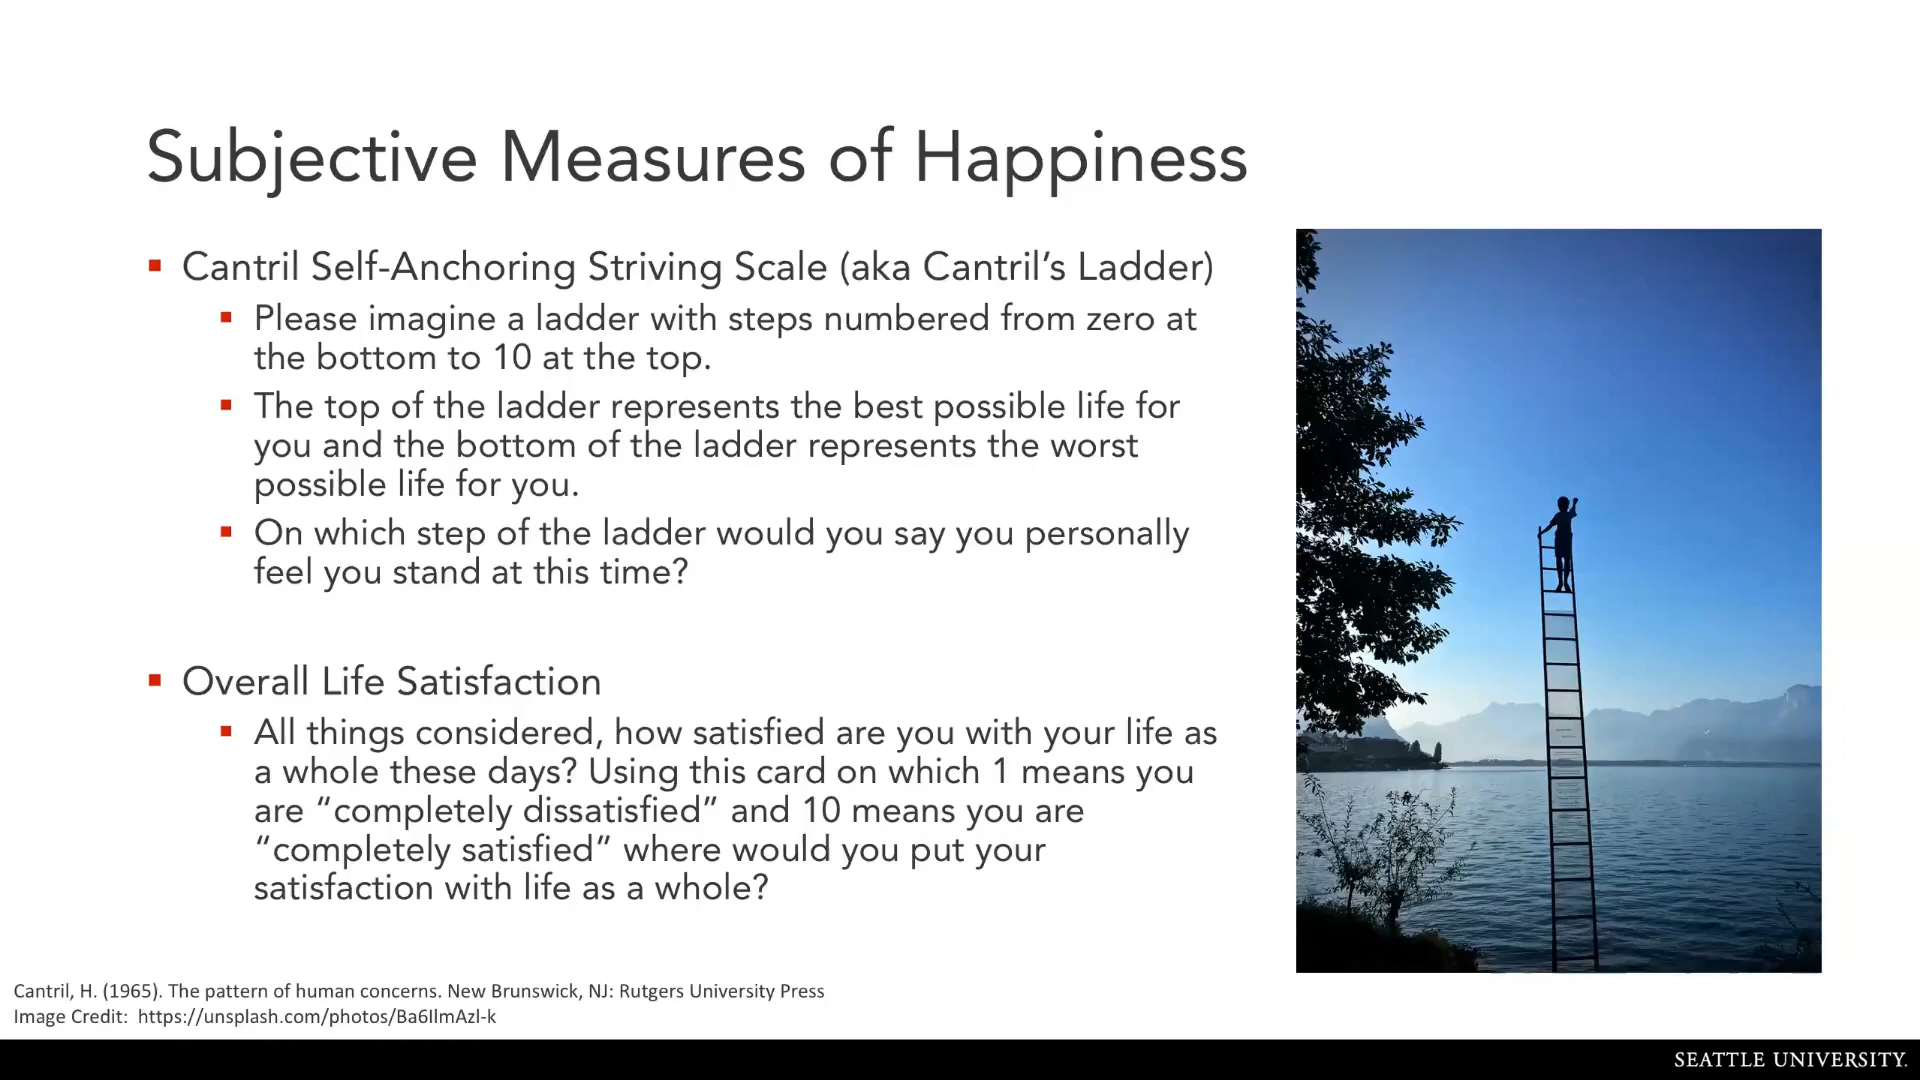 Subjective Measures of Happiness
▪ Cantril Self-Anchoring Striving Scale (aka Cantril’s Ladder)
▪ Please imagine a ladder with steps numbered from zero at
the bottom to 10 at the top.
▪ The top of the ladder represents the best possible life for
you and the bottom of the ladder represents the worst
possible life for you.
▪ On which step of the ladder would you say you personally
feel you stand at this time?
▪ Overall Life Satisfaction
▪ All things considered, how satisfied are you with your life as
a whole these days? Using this card on which 1 means you
are “completely dissatisfied” and 10 means you are
“completely satisfied” where would you put your
satisfaction with life as a whole?
Cantril, H. (1965). The pattern of human concerns. New Brunswick, NJ: Rutgers University Press
Image Credit: https://unsplash.com/photos/Ba6IlmAzl-k
SEATTLE UNIVERSITY.